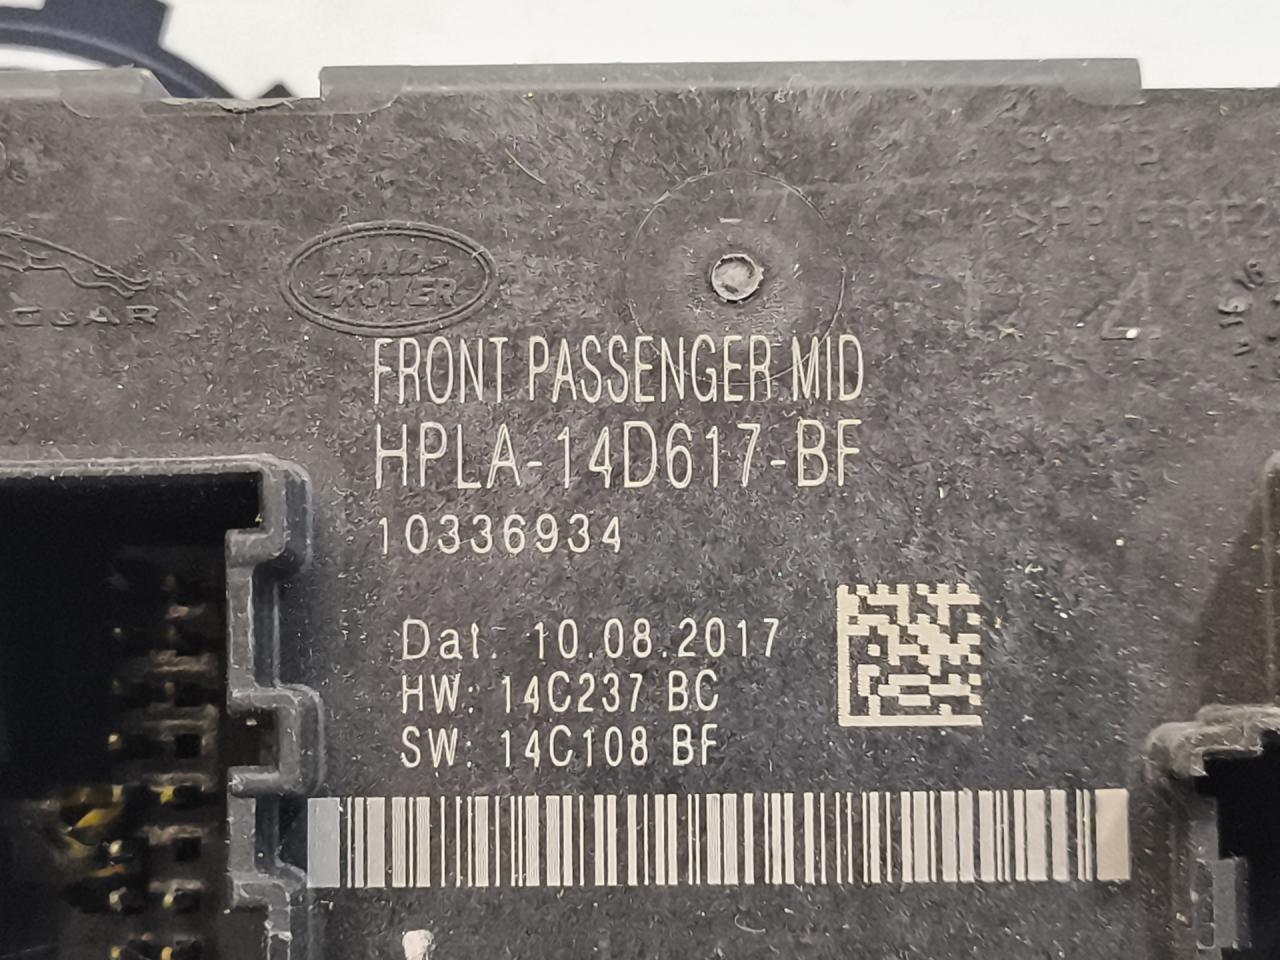 LAND
ROVER
FRONT PASSENGER MID
HPLA-14D617-BF
10336934
Dat. 10.08.2017
HW: 14C237 BC
SW: 14C108 BF